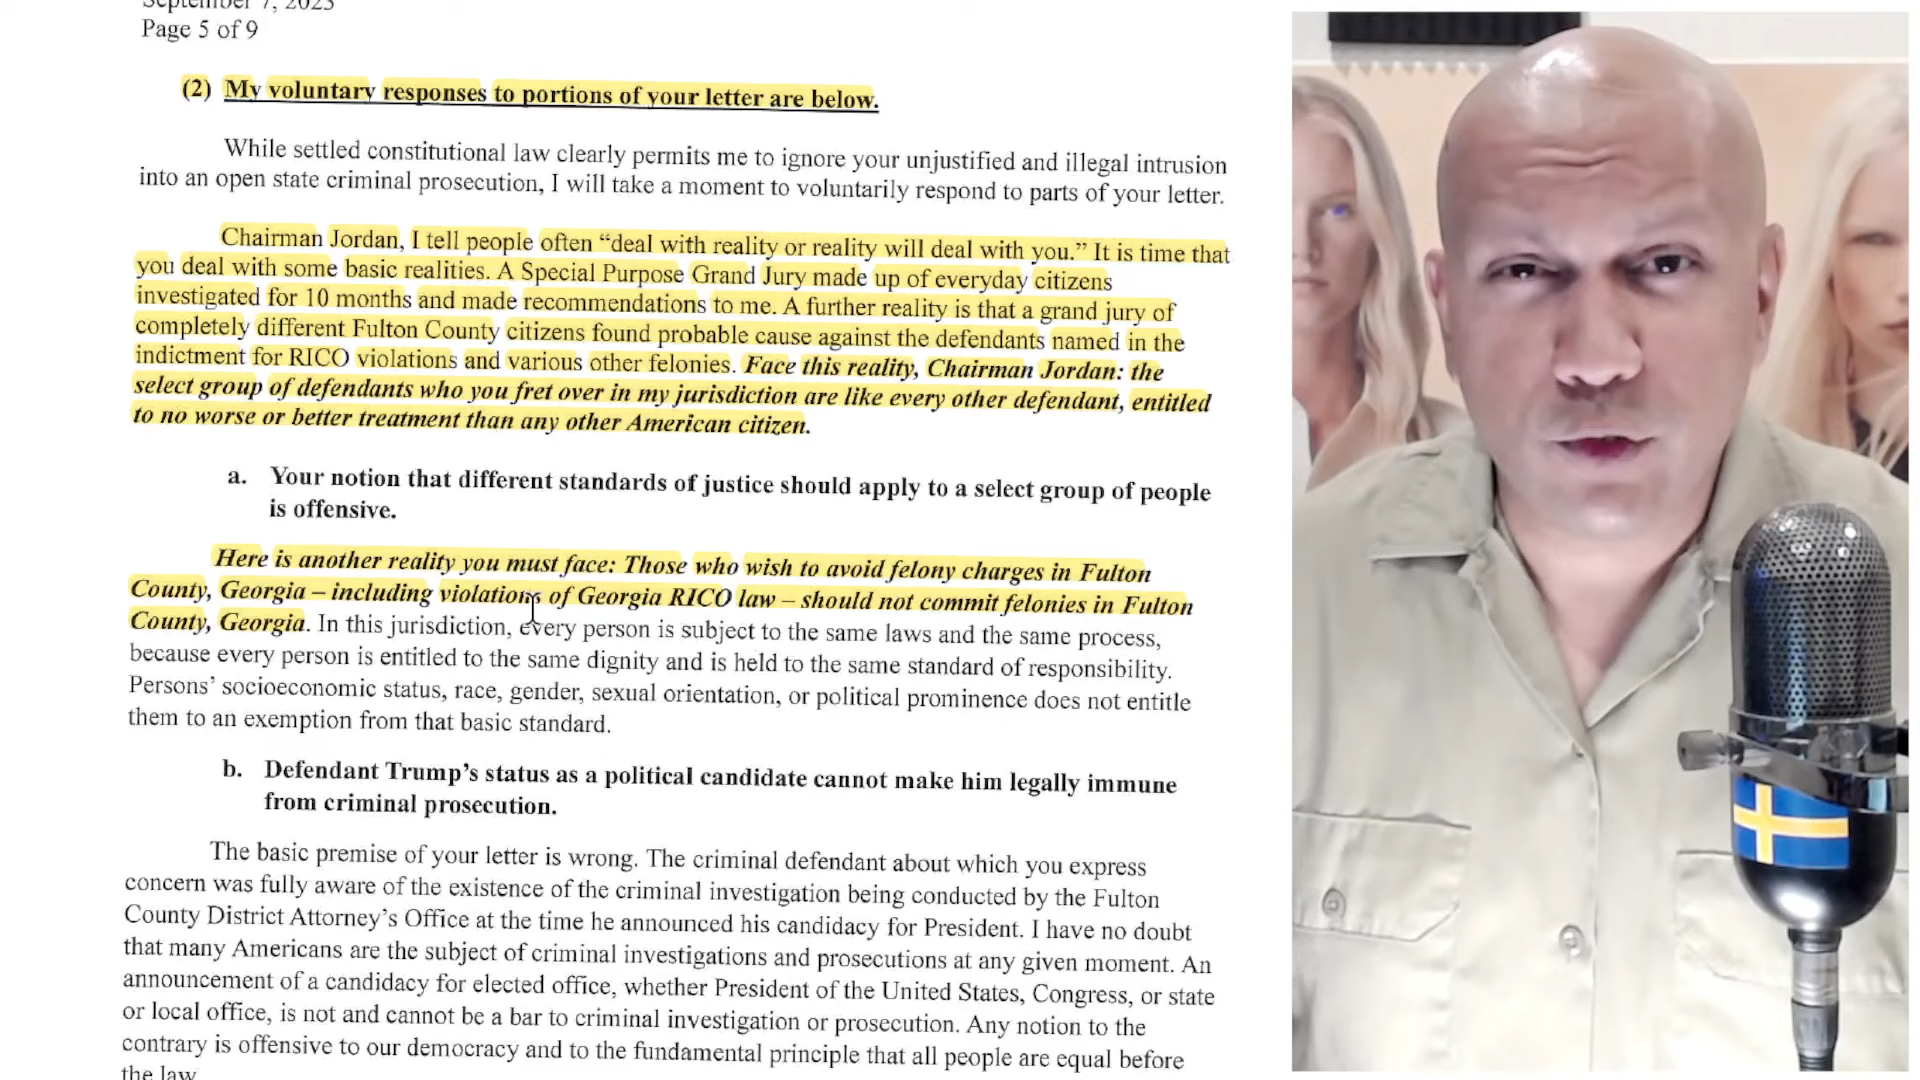 September 7, 2023
Page 5 of 9
(2) My voluntary responses to portions of your letter are below.
While settled constitutional law clearly permits me to ignore your unjustified and illegal intrusion
into an open state criminal prosecution, I will take a moment to voluntarily respond to parts of your letter.
Chairman Jordan, I tell people often “deal with reality or reality will deal with you.” It is time that
you deal with some basic realities. A Special Purpose Grand Jury made up of everyday citizens
investigated for 10 months and made recommendations to me. A further reality is that a grand jury of
completely different Fulton County citizens found probable cause against the defendants named in the
indictment for RICO violations and various other felonies. Face this reality, Chairman Jordan: the
select group of defendants who you fret over in my jurisdiction are like every other defendant, entitled
to no worse or better treatment than any other American citizen.
a. Your notion that different standards of justice should apply to a select group of people
is offensive.
Here is another reality you must face: Those who wish to avoid felony charges in Fulton
County, Georgia – including violations of Georgia RICO law – should not commit felonies in Fulton
County, Georgia. In this jurisdiction, every person is subject to the same laws and the same process,
because every person is entitled to the same dignity and is held to the same standard of responsibility.
Persons’ socioeconomic status, race, gender, sexual orientation, or political prominence does not entitle
them to an exemption from that basic standard.
b. Defendant Trump’s status as a political candidate cannot make him legally immune
from criminal prosecution.
The basic premise of your letter is wrong. The criminal defendant about which you express
concern was fully aware of the existence of the criminal investigation being conducted by the Fulton
County District Attorney’s Office at the time he announced his candidacy for President. I have no doubt
that many Americans are the subject of criminal investigations and prosecutions at any given moment. An
announcement of a candidacy for elected office, whether President of the United States, Congress, or state
or local office, is not and cannot be a bar to criminal investigation or prosecution. Any notion to the
contrary is offensive to our democracy and to the fundamental principle that all people are equal before
the law